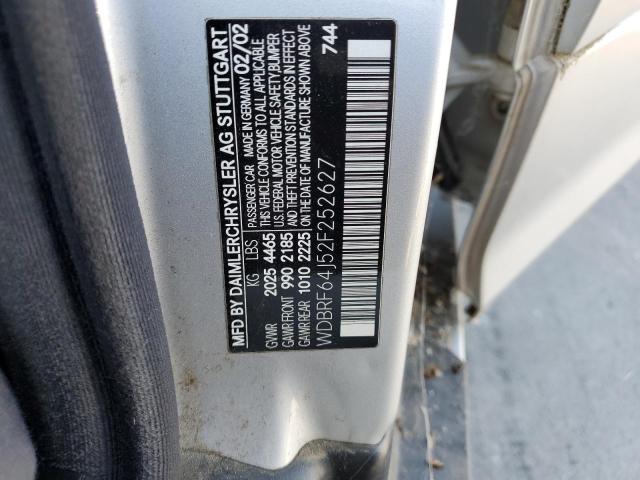 MFD BY DAIMLERCHRYSLER AG STUTTGART
PASSENGER CAR MADE IN GERMANY 02/02
KG LBS THIS VEHICLE CONFORMS TO ALL APPLICABLE
GVWR 2025 4465 U.S. FEDERAL MOTOR VEHICLE SAFETY, BUMPER
GAWR FRONT 990 2185 AND THEFT PREVENTION STANDARDS IN EFFECT
GAWR REAR 1010 2225 ON THE DATE OF MANUFACTURE SHOWN ABOVE
WDBRF64J52F252627 744